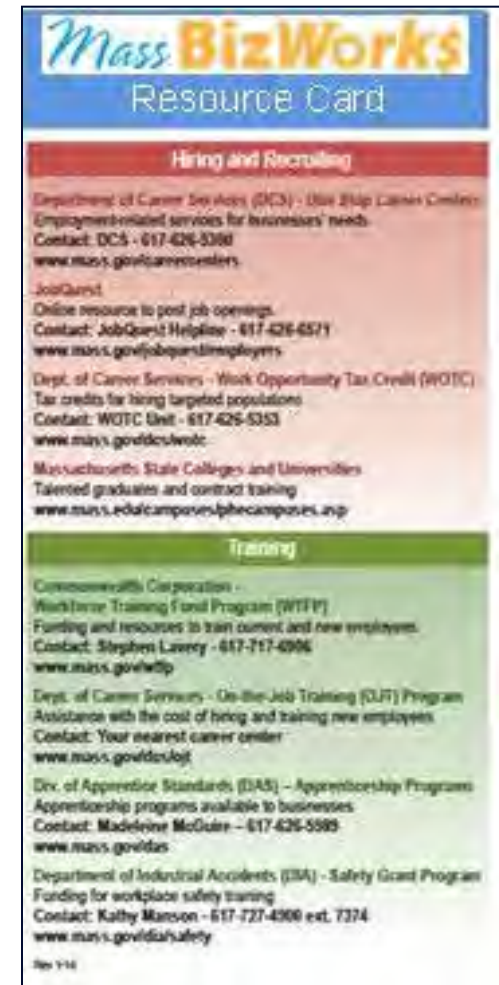 Mass BizWorks
Resource Card
Hiring and Recruiting
Department of Career Services (DCS) - One Stop Career Centers
Employment-related services for businesses' needs
Contact: DCS - 617-626-5300
www.mass.gov/careercenters
JobQuest
Online resource to post job openings.
Contact: JobQuest Helpline - 617-626-6571
www.mass.gov/jobquest/employers
Dept. of Career Services - Work Opportunity Tax Credit (WOTC)
Tax credits for hiring targeted populations
Contact: WOTC Unit - 617-626-5353
www.mass.gov/dcs/wotc
Massachusetts State Colleges and Universities
Talented graduates and contract training
www.mass.edu/campuses/phecampuses.asp
Training
Commonwealth Corporation -
Workforce Training Fund Program (WTFP)
Funding and resources to train current and new employees
Contact: Stephen Lavery - 617-717-6906
www.mass.gov/wtfp
Dept. of Career Services - On-the-Job Training (OJT) Program
Assistance with the cost of hiring and training new employees
Contact: Your nearest career center
www.mass.gov/dcs/ojt
Div. of Apprentice Standards (DAS) – Apprenticeship Programs
Apprenticeship programs available to businesses
Contact: Madeleine McGuire – 617-626-
www.mass.gov/das
Department of Industrial Accidents (DIA) - Safety Grant Program
Funding for workplace safety training
Contact: Kathy Manson - 617-727-4900 ext. 7374
www.mass.gov/dia/safety
Rev 1-14